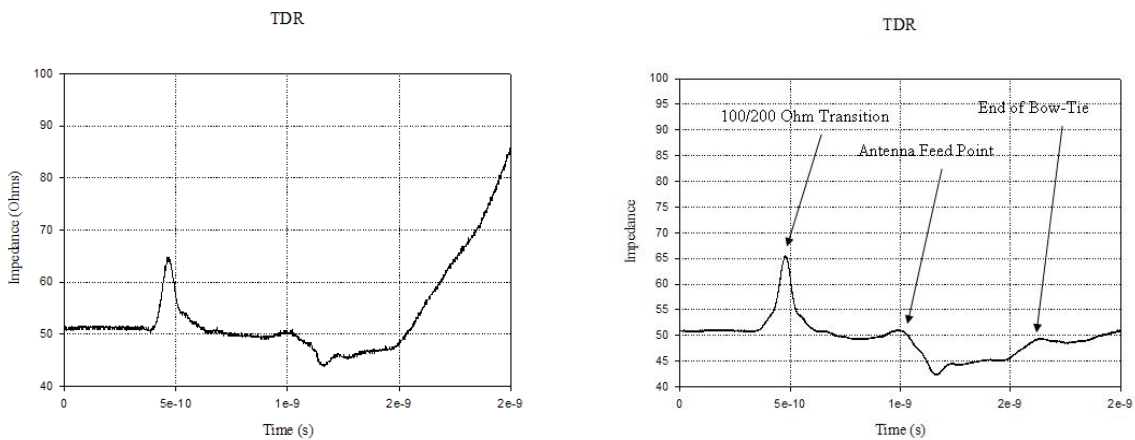 TDR
100
90
80
70
60
50
40
Impedance (Ohms)
0
5e-10
1e-9
2e-9
2e-9
Time (s)
TDR
100
95
90
85
80
75
70
65
60
55
50
45
40
Impedance
100/200 Ohm Transition
Antenna Feed Point
End of Bow-Tie
0
5e-10
1e-9
2e-9
2e-9
Time (s)